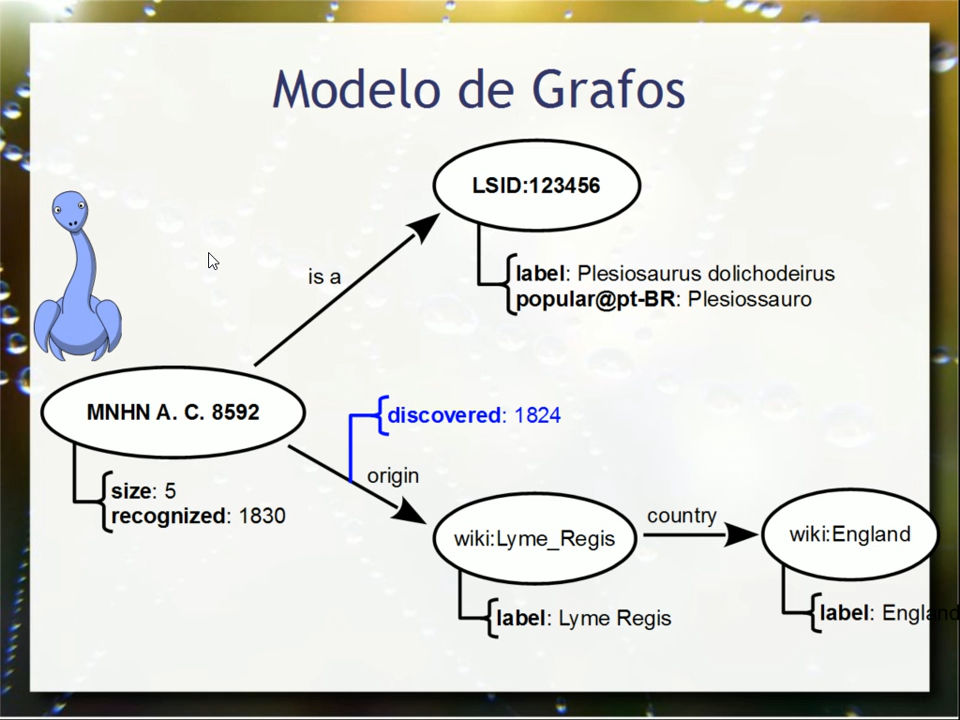 Modelo de Grafos
LSID:123456
is a
label: Plesiosaurus dolichodeirus
popular@pt-BR: Plesiossauro
MNHN A. C. 8592
discovered: 1824
origin
size: 5
recognized: 1830
wiki:Lyme_Regis
country
wiki:England
label: Lyme Regis
label: England